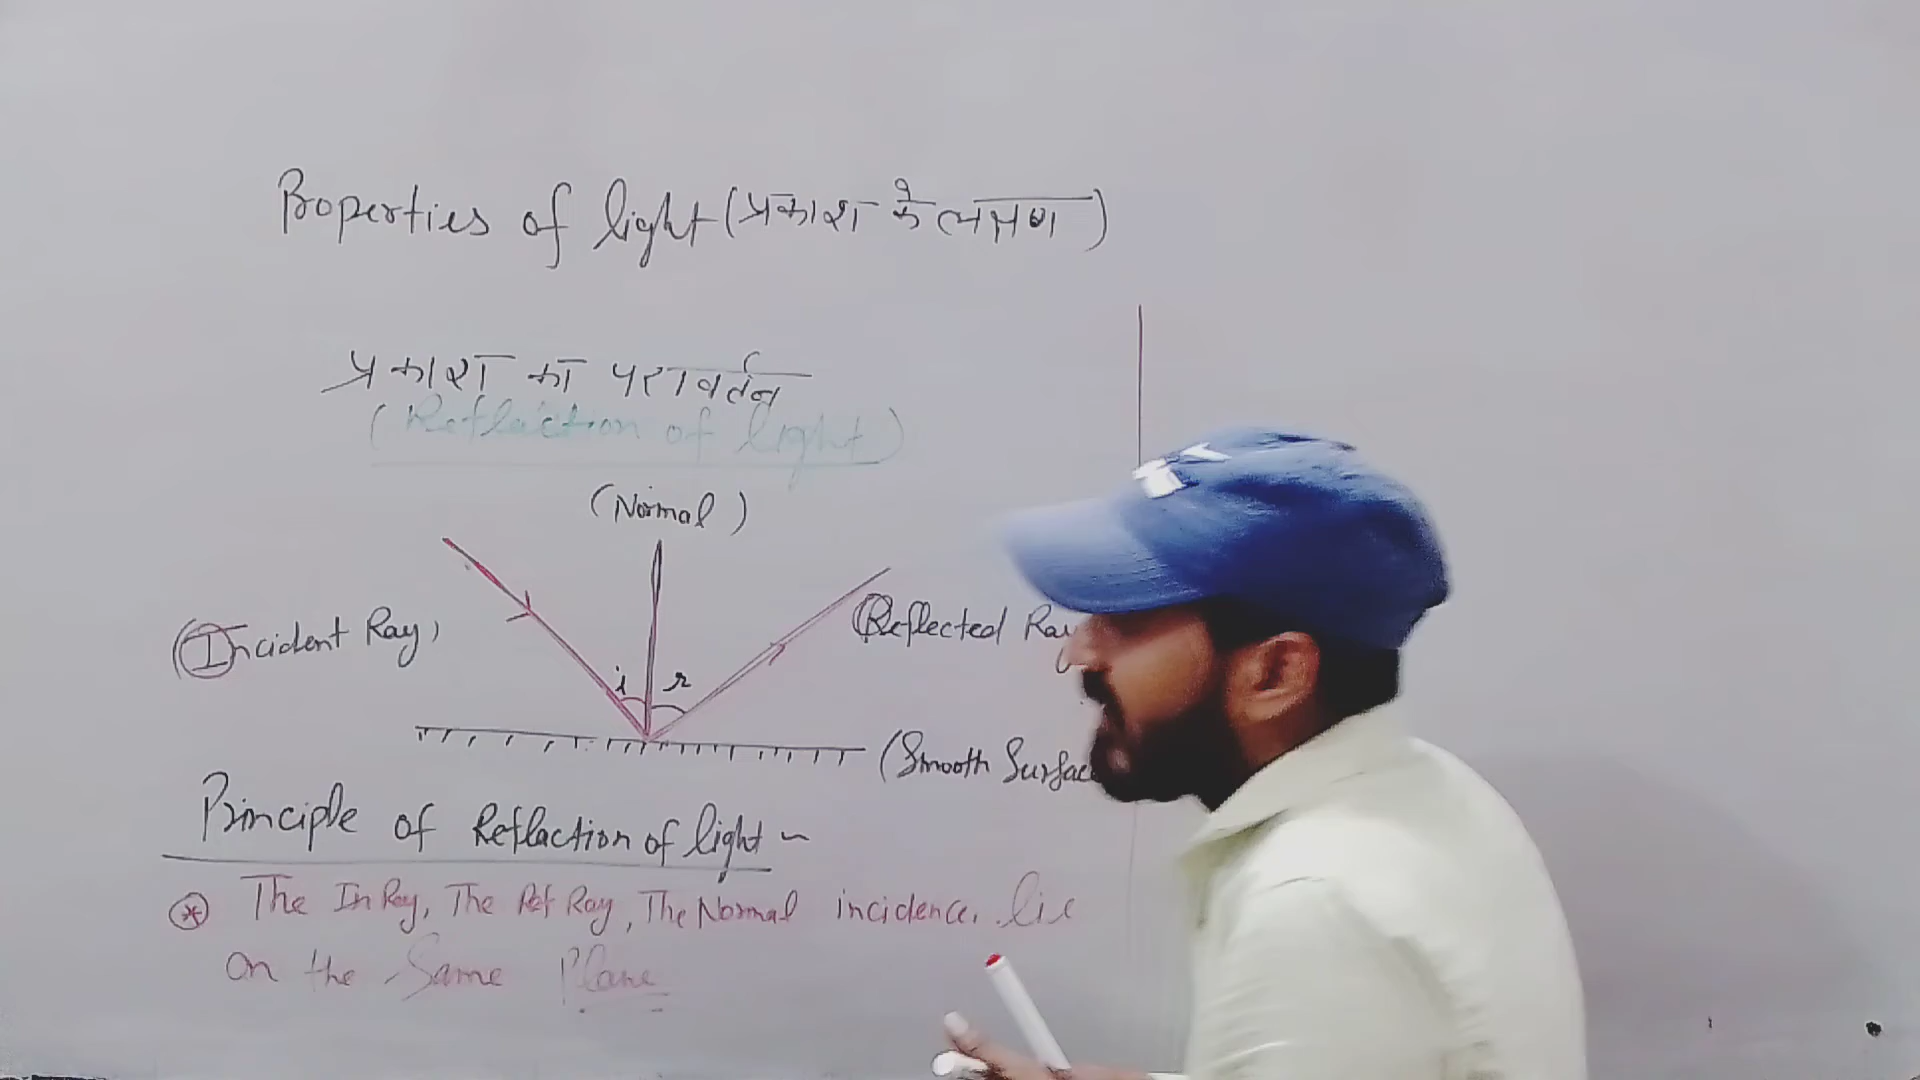 Properties of light (प्रकाश के लक्षण)
प्रकाश का परावर्तन
(Reflection of light)
(Normal)
(Incident Ray)
(Reflected Ray
i r
(Smooth Surface
Principle of Reflaction of light ~
* The In Ray, The Ref Ray, The Normal incidence. lie
on the Same Plane